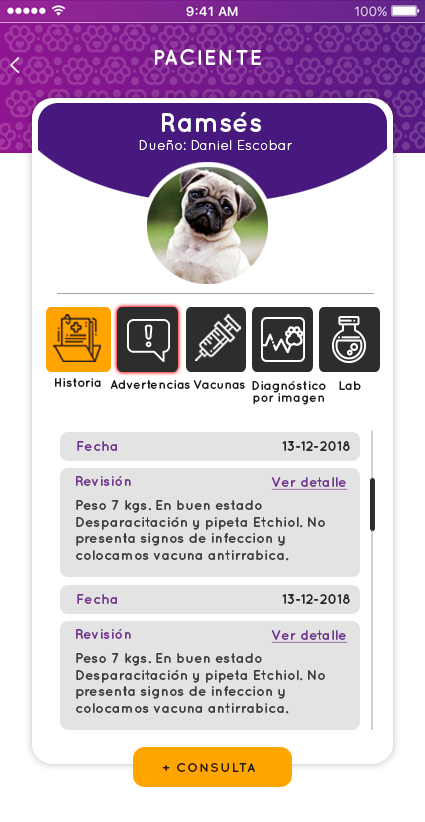 9:41 AM
100%
PACIENTE
Ramsés
Dueño: Daniel Escobar
Historia
Advertencias
Vacunas
Diagnóstico
por imagen
Lab
Fecha 13-12-2018
Revisión Ver detalle
Peso 7 kgs. En buen estado
Desparacitación y pipeta Etchiol. No
presenta signos de infeccion y
colocamos vacuna antirrabica.
Fecha 13-12-2018
Revisión Ver detalle
Peso 7 kgs. En buen estado
Desparacitación y pipeta Etchiol. No
presenta signos de infeccion y
colocamos vacuna antirrabica.
+ CONSULTA